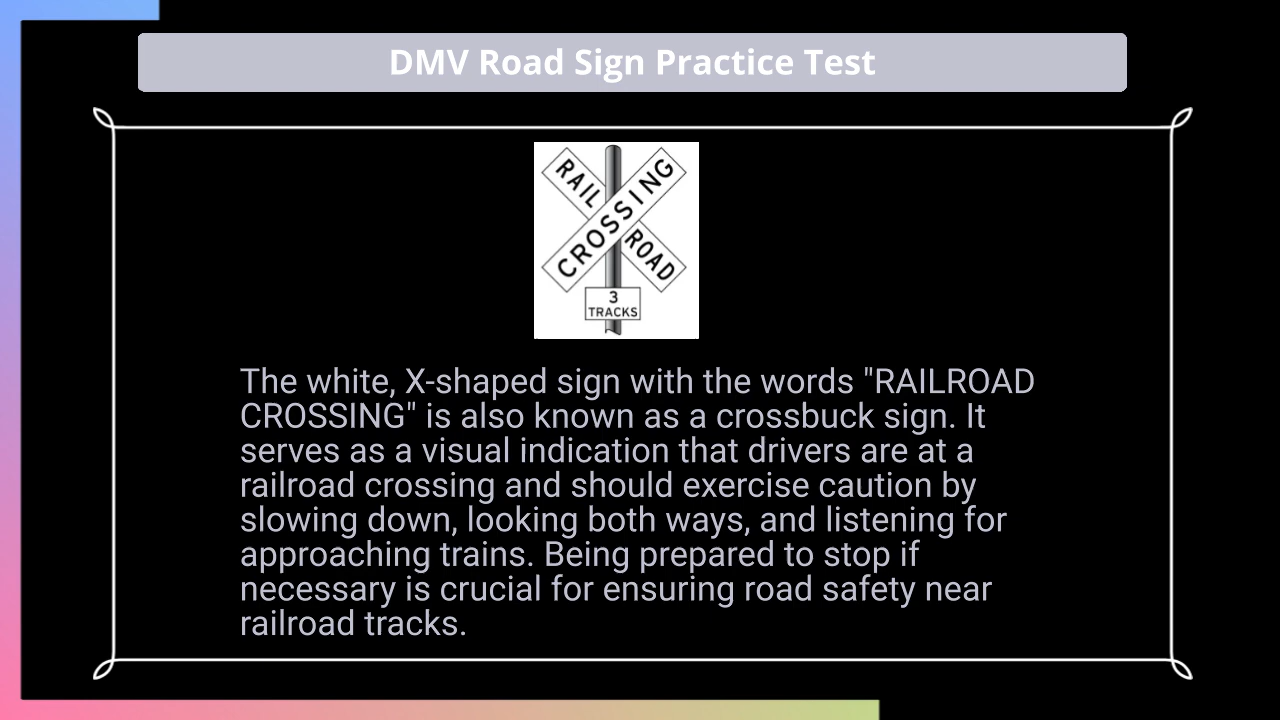 DMV Road Sign Practice Test
RAIL
CROSSING
ROAD
3
TRACKS
The white, X-shaped sign with the words "RAILROAD
CROSSING" is also known as a crossbuck sign. It
serves as a visual indication that drivers are at a
railroad crossing and should exercise caution by
slowing down, looking both ways, and listening for
approaching trains. Being prepared to stop if
necessary is crucial for ensuring road safety near
railroad tracks.